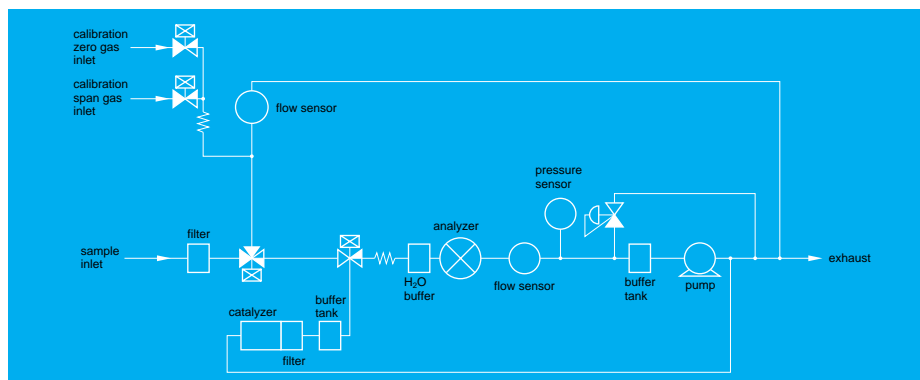 calibration
zero gas
inlet
calibration
span gas
inlet
flow sensor
pressure
sensor
filter
analyzer
sample
inlet
exhaust
H₂O
buffer
flow sensor
buffer
tank
pump
catalyzer
buffer
tank
filter